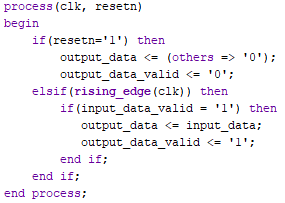 process(clk, resetn)
begin
    if(resetn='1') then
        output_data <= (others => '0');
        output_data_valid <= '0';
    elsif(rising_edge(clk)) then
        if(input_data_valid = '1') then
           output_data <= input_data;
           output_data_valid <= '1';
        end if;
    end if;
end process;